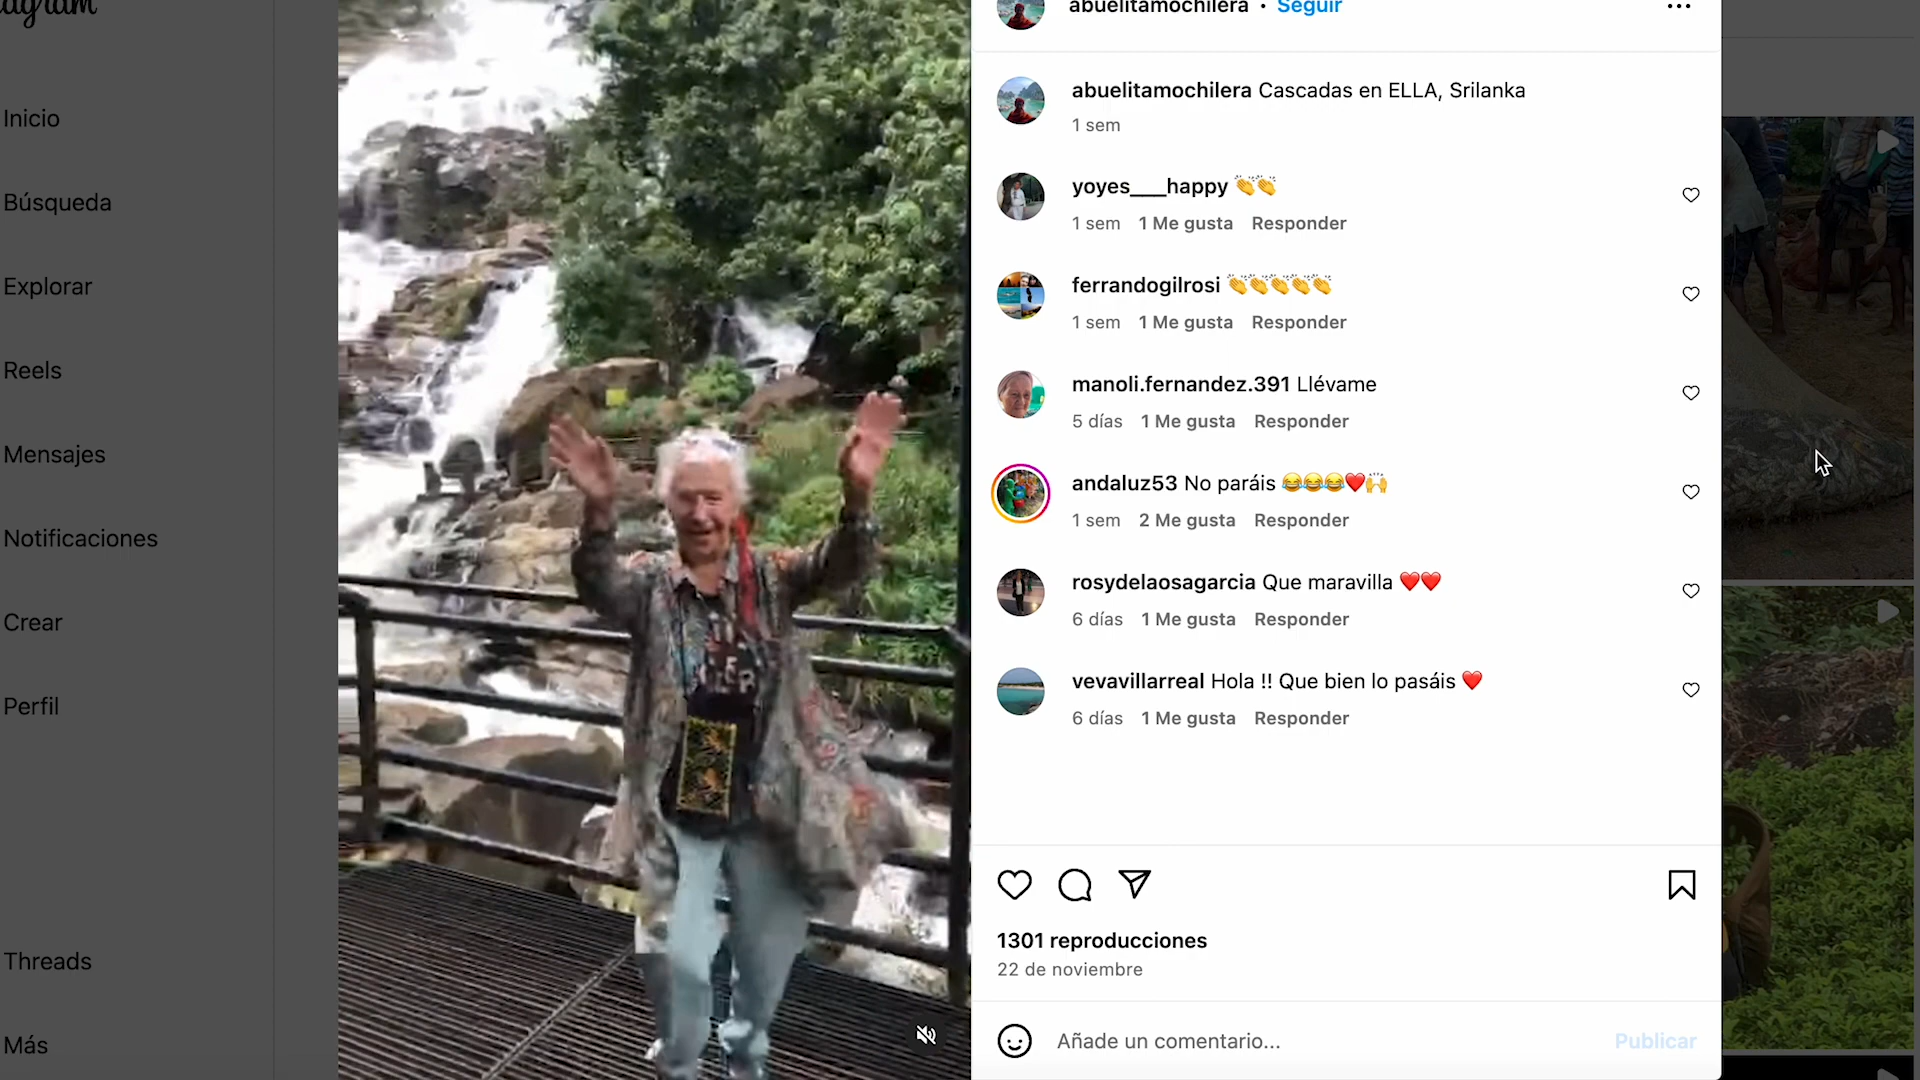 Inicio
Búsqueda
Explorar
Reels
Mensajes
Notificaciones
Crear
Perfil
Threads
Más
abuelitamochilera • Seguir
abuelitamochilera Cascadas en ELLA, Srilanka
1 sem
yoyes___happy 👏👏
1 sem 1 Me gusta Responder
ferrandogilrosi 👏👏👏👏👏
1 sem 1 Me gusta Responder
manoli.fernandez.391 Llévame
5 días 1 Me gusta Responder
andaluz53 No paráis 😂😂😂❤️🙌
1 sem 2 Me gusta Responder
rosydelaosagarcia Que maravilla ❤️❤️
6 días 1 Me gusta Responder
vevavillarreal Hola !! Que bien lo pasáis ❤️
6 días 1 Me gusta Responder
1301 reproducciones
22 de noviembre
Añade un comentario...
Publicar